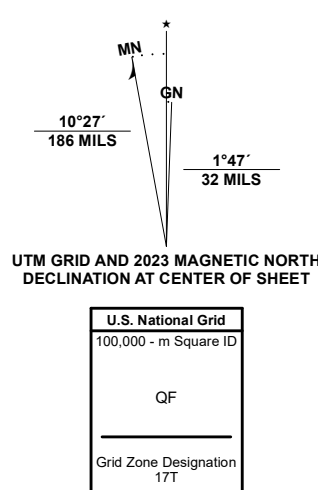 ★
MN
GN
10°27´
186 MILS
1°47´
32 MILS
UTM GRID AND 2023 MAGNETIC NORTH
DECLINATION AT CENTER OF SHEET
U.S. National Grid
100,000 - m Square ID
QF
Grid Zone Designation
17T